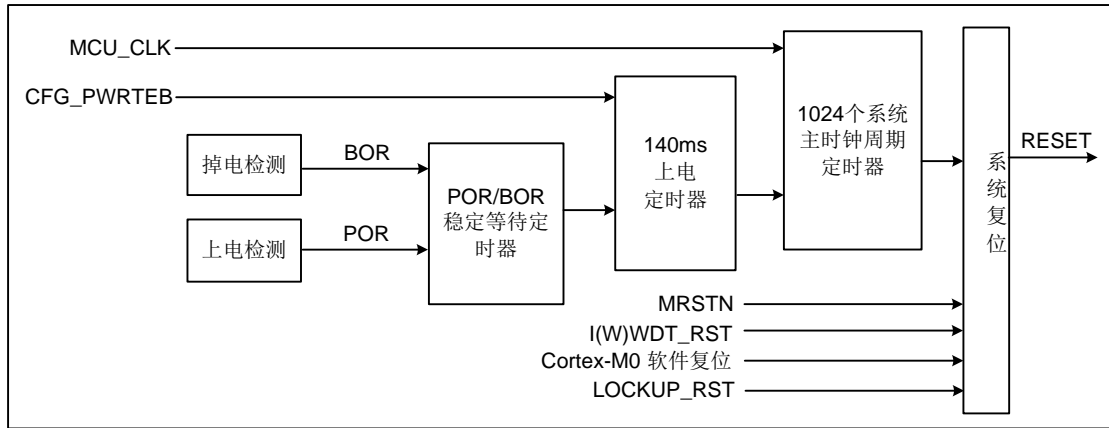 MCU_CLK
CFG_PWRTEB
掉电检测
BOR
上电检测
POR
POR/BOR
稳定等待定
时器
140ms
上电
定时器
1024个系统
主时钟周期
定时器
系统复位
RESET
MRSTN
I(W)WDT_RST
Cortex-M0 软件复位
LOCKUP_RST